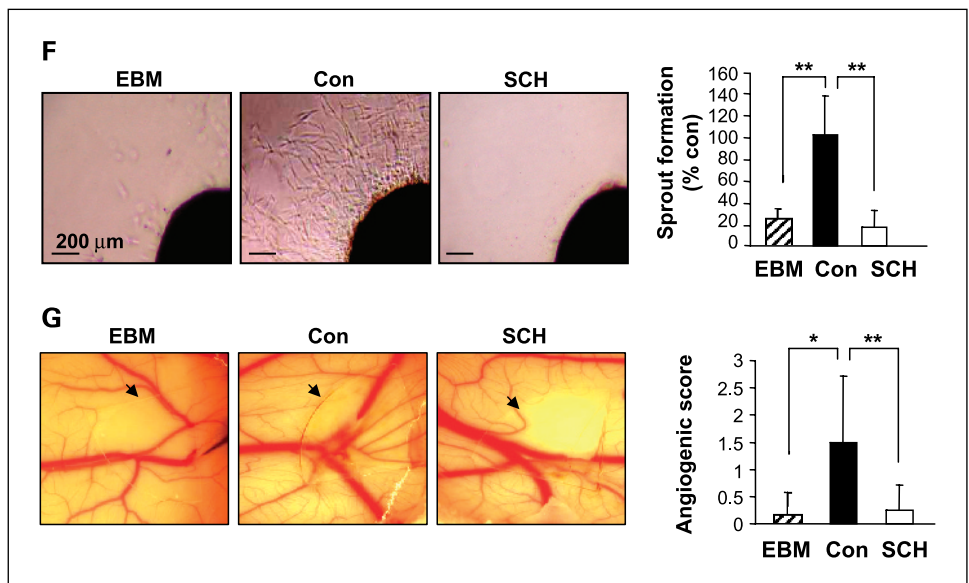 F
EBM Con SCH
200 μm
Sprout formation
(% con)
160
140
120
100
80
60
40
20
0
** **
EBM Con SCH
G
EBM Con SCH
Angiogenic score
3
2.5
2
1.5
1
0.5
0
* **
EBM Con SCH